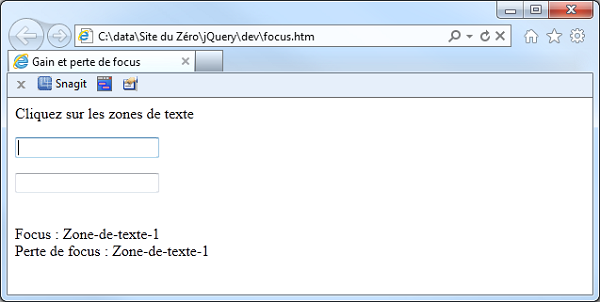 C:\data\Site du Zéro\jQuery\dev\focus.htm
Gain et perte de focus
Snagit
Cliquez sur les zones de texte
Focus : Zone-de-texte-1
Perte de focus : Zone-de-texte-1